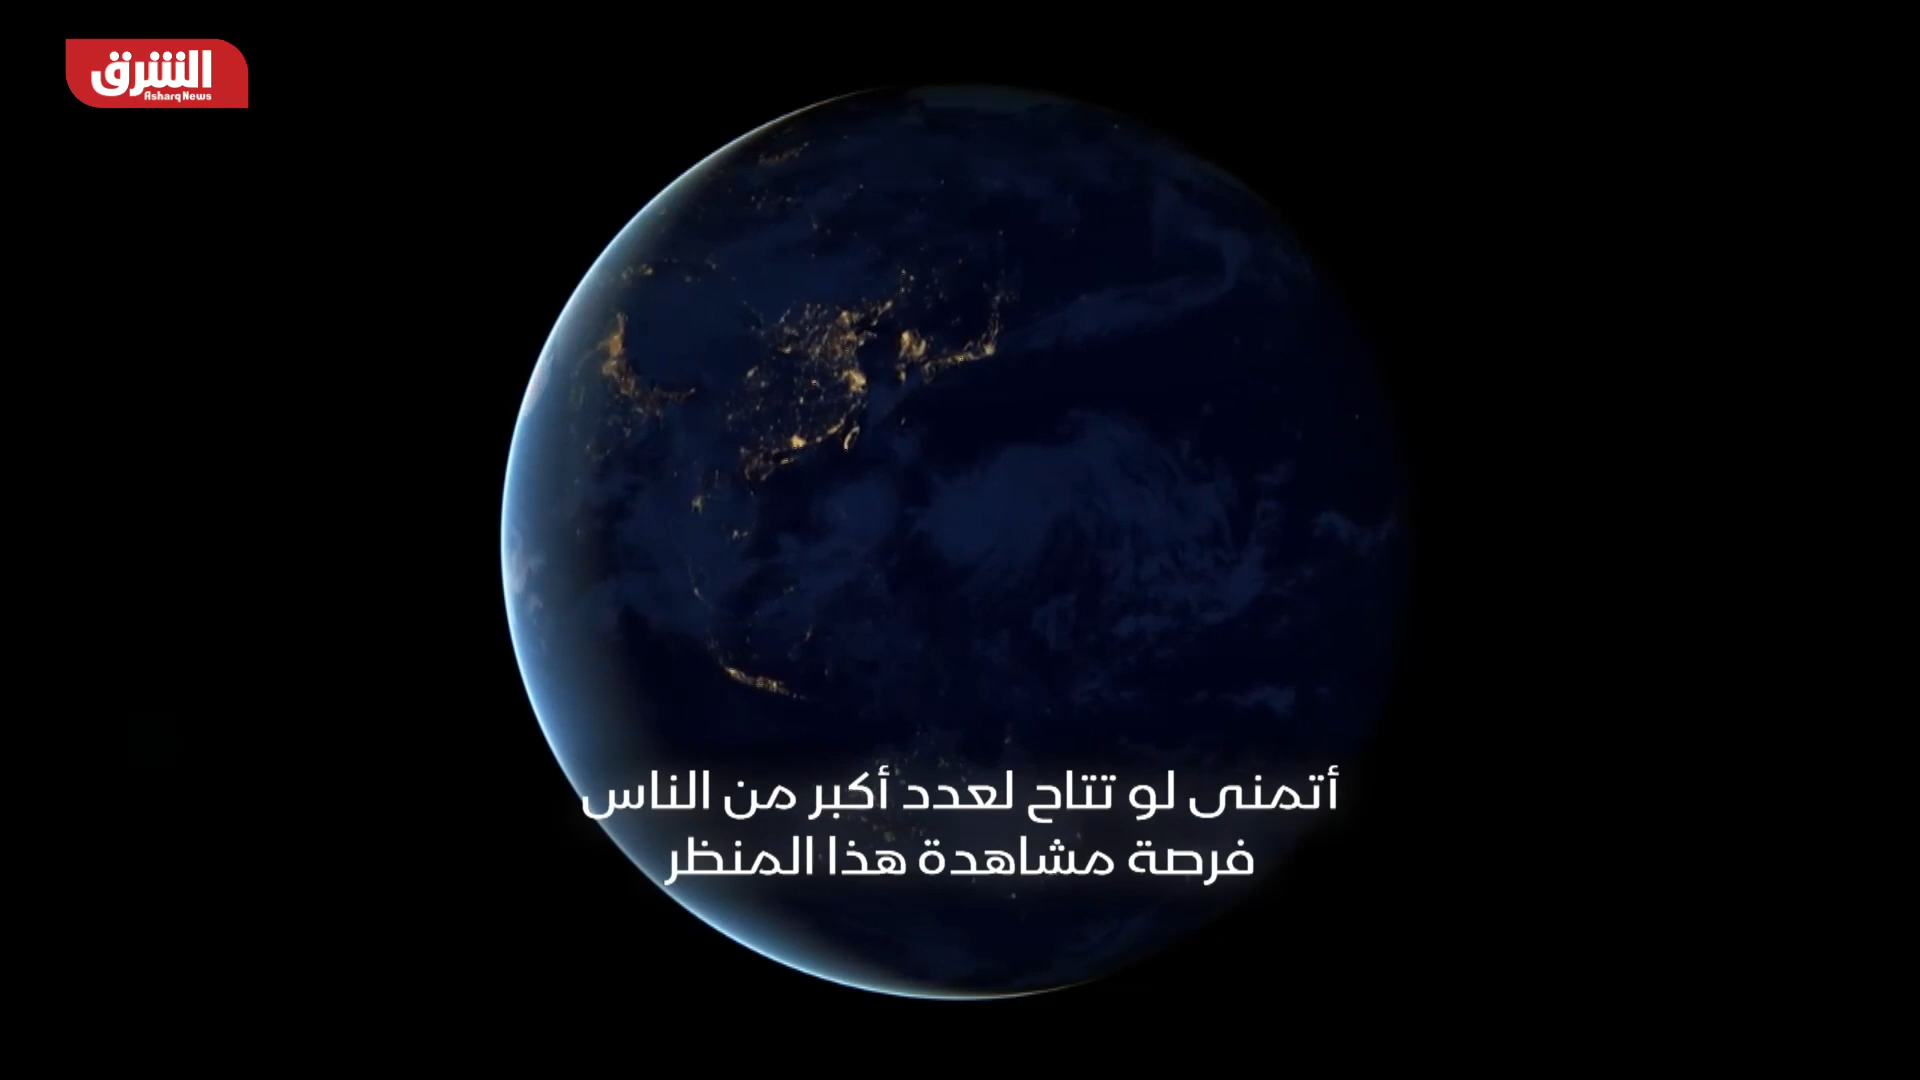 الشرق
Asharq News
أتمنى لو تتاح لعدد أكبر من الناس
فرصة مشاهدة هذا المنظر